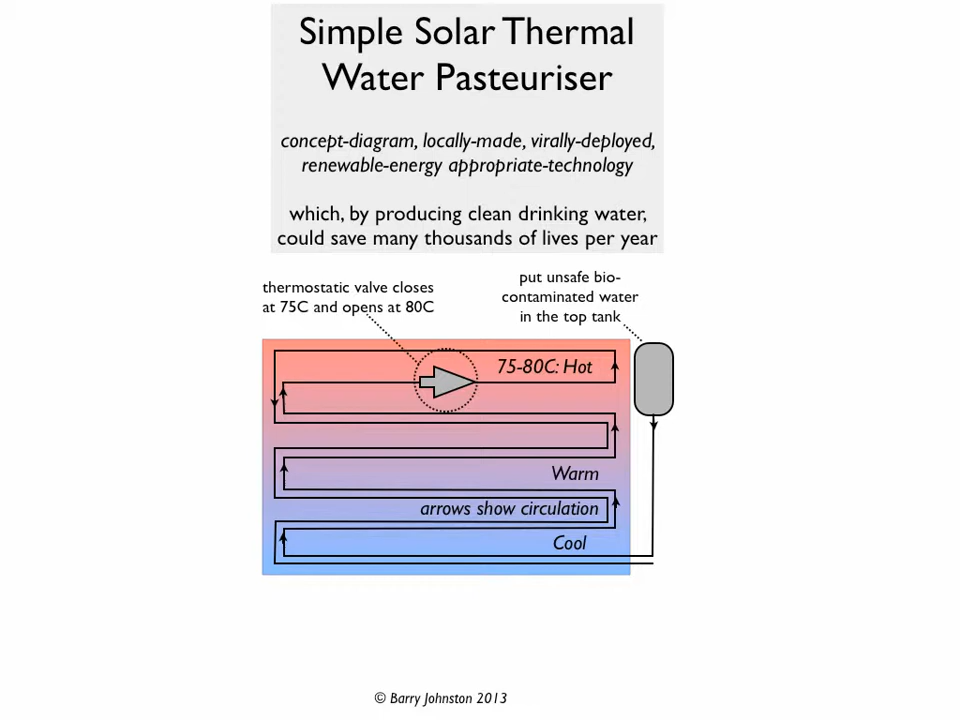 Simple Solar Thermal
Water Pasteuriser
concept-diagram, locally-made, virally-deployed,
renewable-energy appropriate-technology
which, by producing clean drinking water,
could save many thousands of lives per year
thermostatic valve closes
at 75C and opens at 80C
put unsafe bio-
contaminated water
in the top tank
75-80C: Hot
Warm
arrows show circulation
Cool
© Barry Johnston 2013